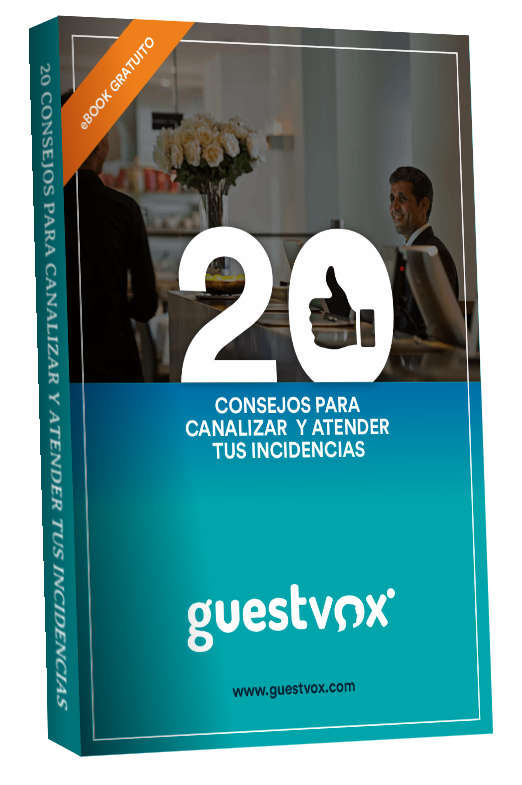 20 CONSEJOS PARA CANALIZAR Y ATENDER TUS INCIDENCIAS
eBOOK GRATUITO
20
CONSEJOS PARA
CANALIZAR Y ATENDER
TUS INCIDENCIAS
guestvox
www.guestvox.com